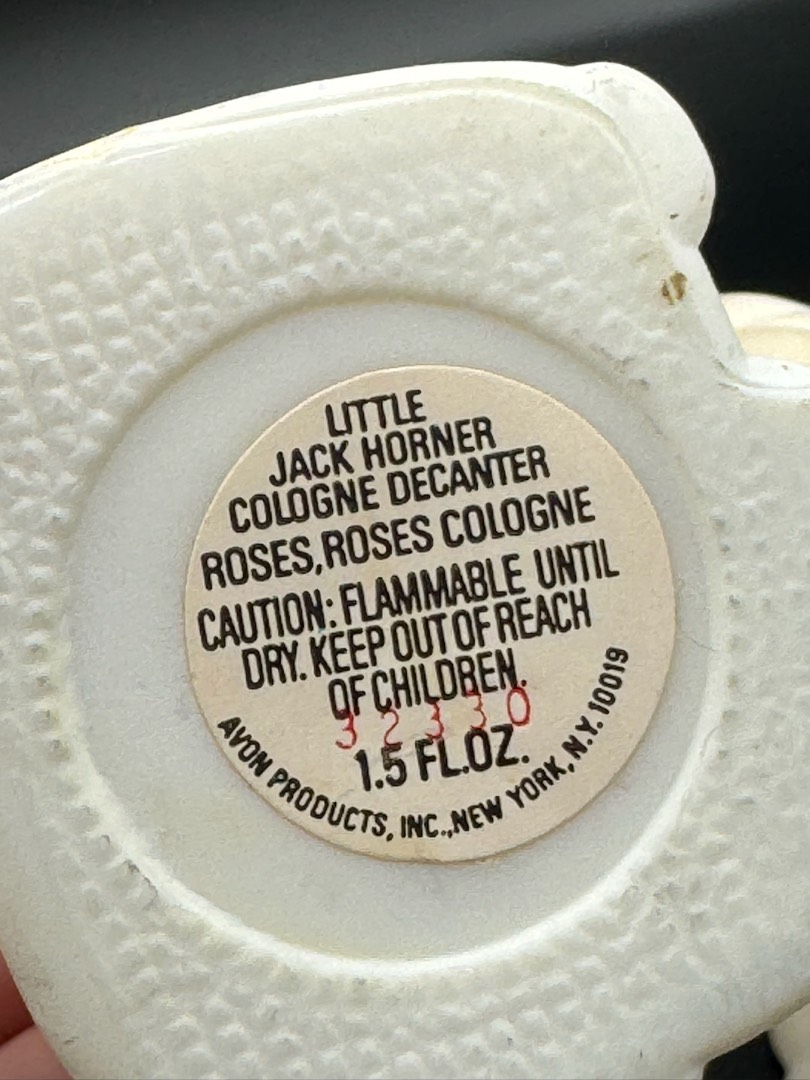 LITTLE
JACK HORNER
COLOGNE DECANTER
ROSES, ROSES COLOGNE
CAUTION: FLAMMABLE UNTIL
DRY. KEEP OUT OF REACH
OF CHILDREN.
32330
1.5 FL.OZ.
AVON PRODUCTS, INC., NEW YORK, N.Y. 10019